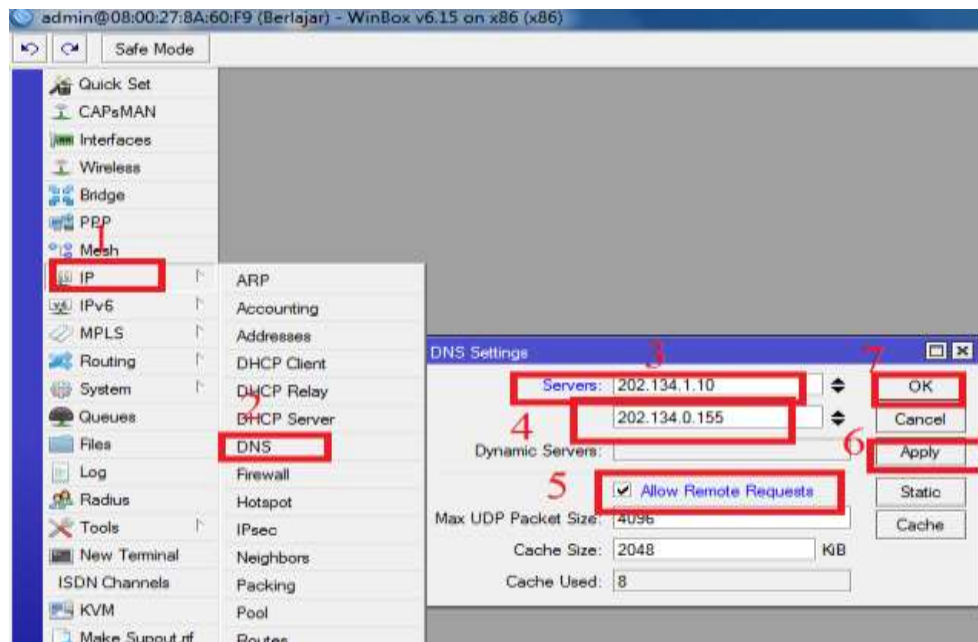 admin@08:00:27:8A:60:F9 (Berlajar) - WinBox v6.15 on x86 (x86)
Safe Mode
Quick Set
CAPsMAN
Interfaces
Wireless
Bridge
PPP
1
Mesh
IP
IPv6
MPLS
Routing
System
Queues
Files
Log
Radius
Tools
New Terminal
ISDN Channels
KVM
Make Supout.rif
ARP
Accounting
Addresses
DHCP Client
DHCP Relay
2
DHCP Server
DNS
Firewall
Hotspot
IPsec
Neighbors
Packing
Pool
Routes
DNS Settings
3
7
Servers: 202.134.1.10
OK
4
202.134.0.155
Cancel
6
Dynamic Servers:
Apply
5
Allow Remote Requests
Static
Max UDP Packet Size: 4096
Cache
Cache Size: 2048 KiB
Cache Used: 8